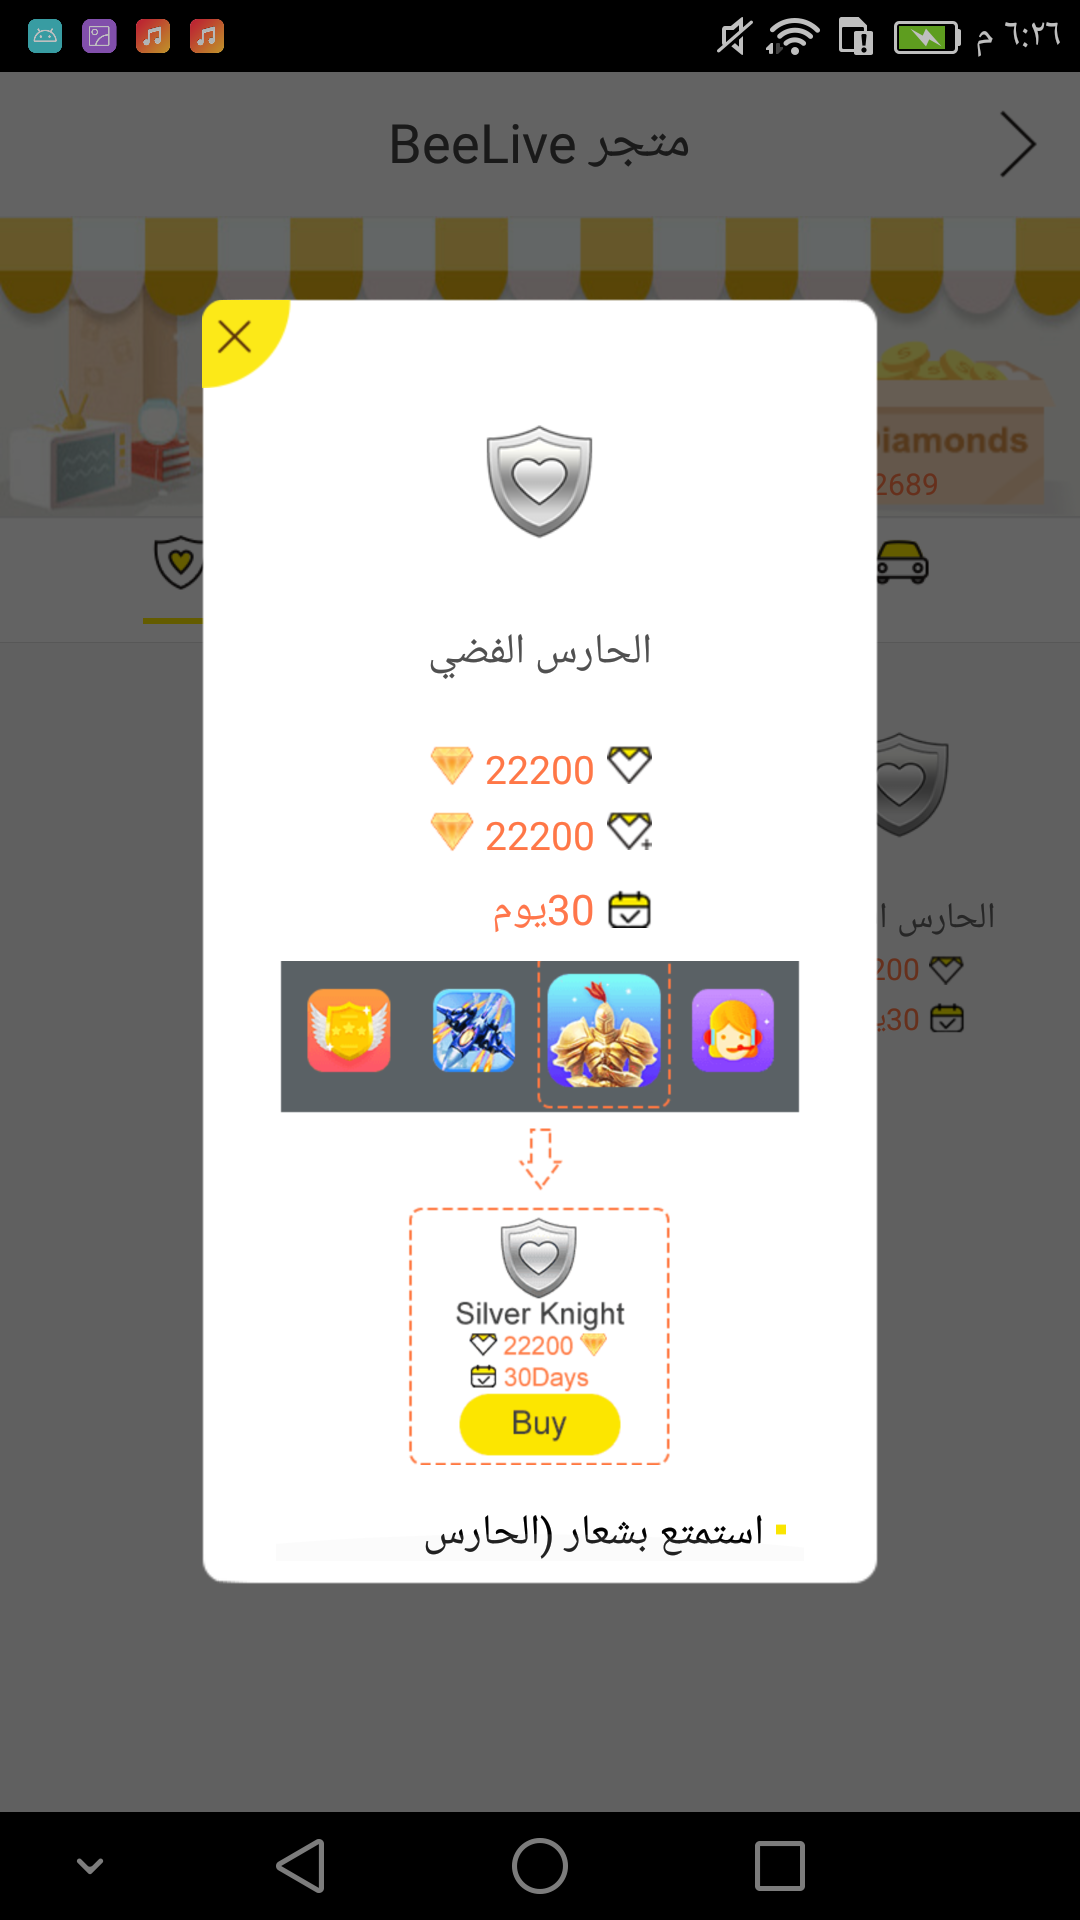 ٦:٢٦ م
متجر BeeLive
iamonds
2689
الحارس الفضي
22200
22200
30يوم
الحارس ا
200
30ي
Silver Knight
22200
30Days
Buy
استمتع بشعار (الحارس